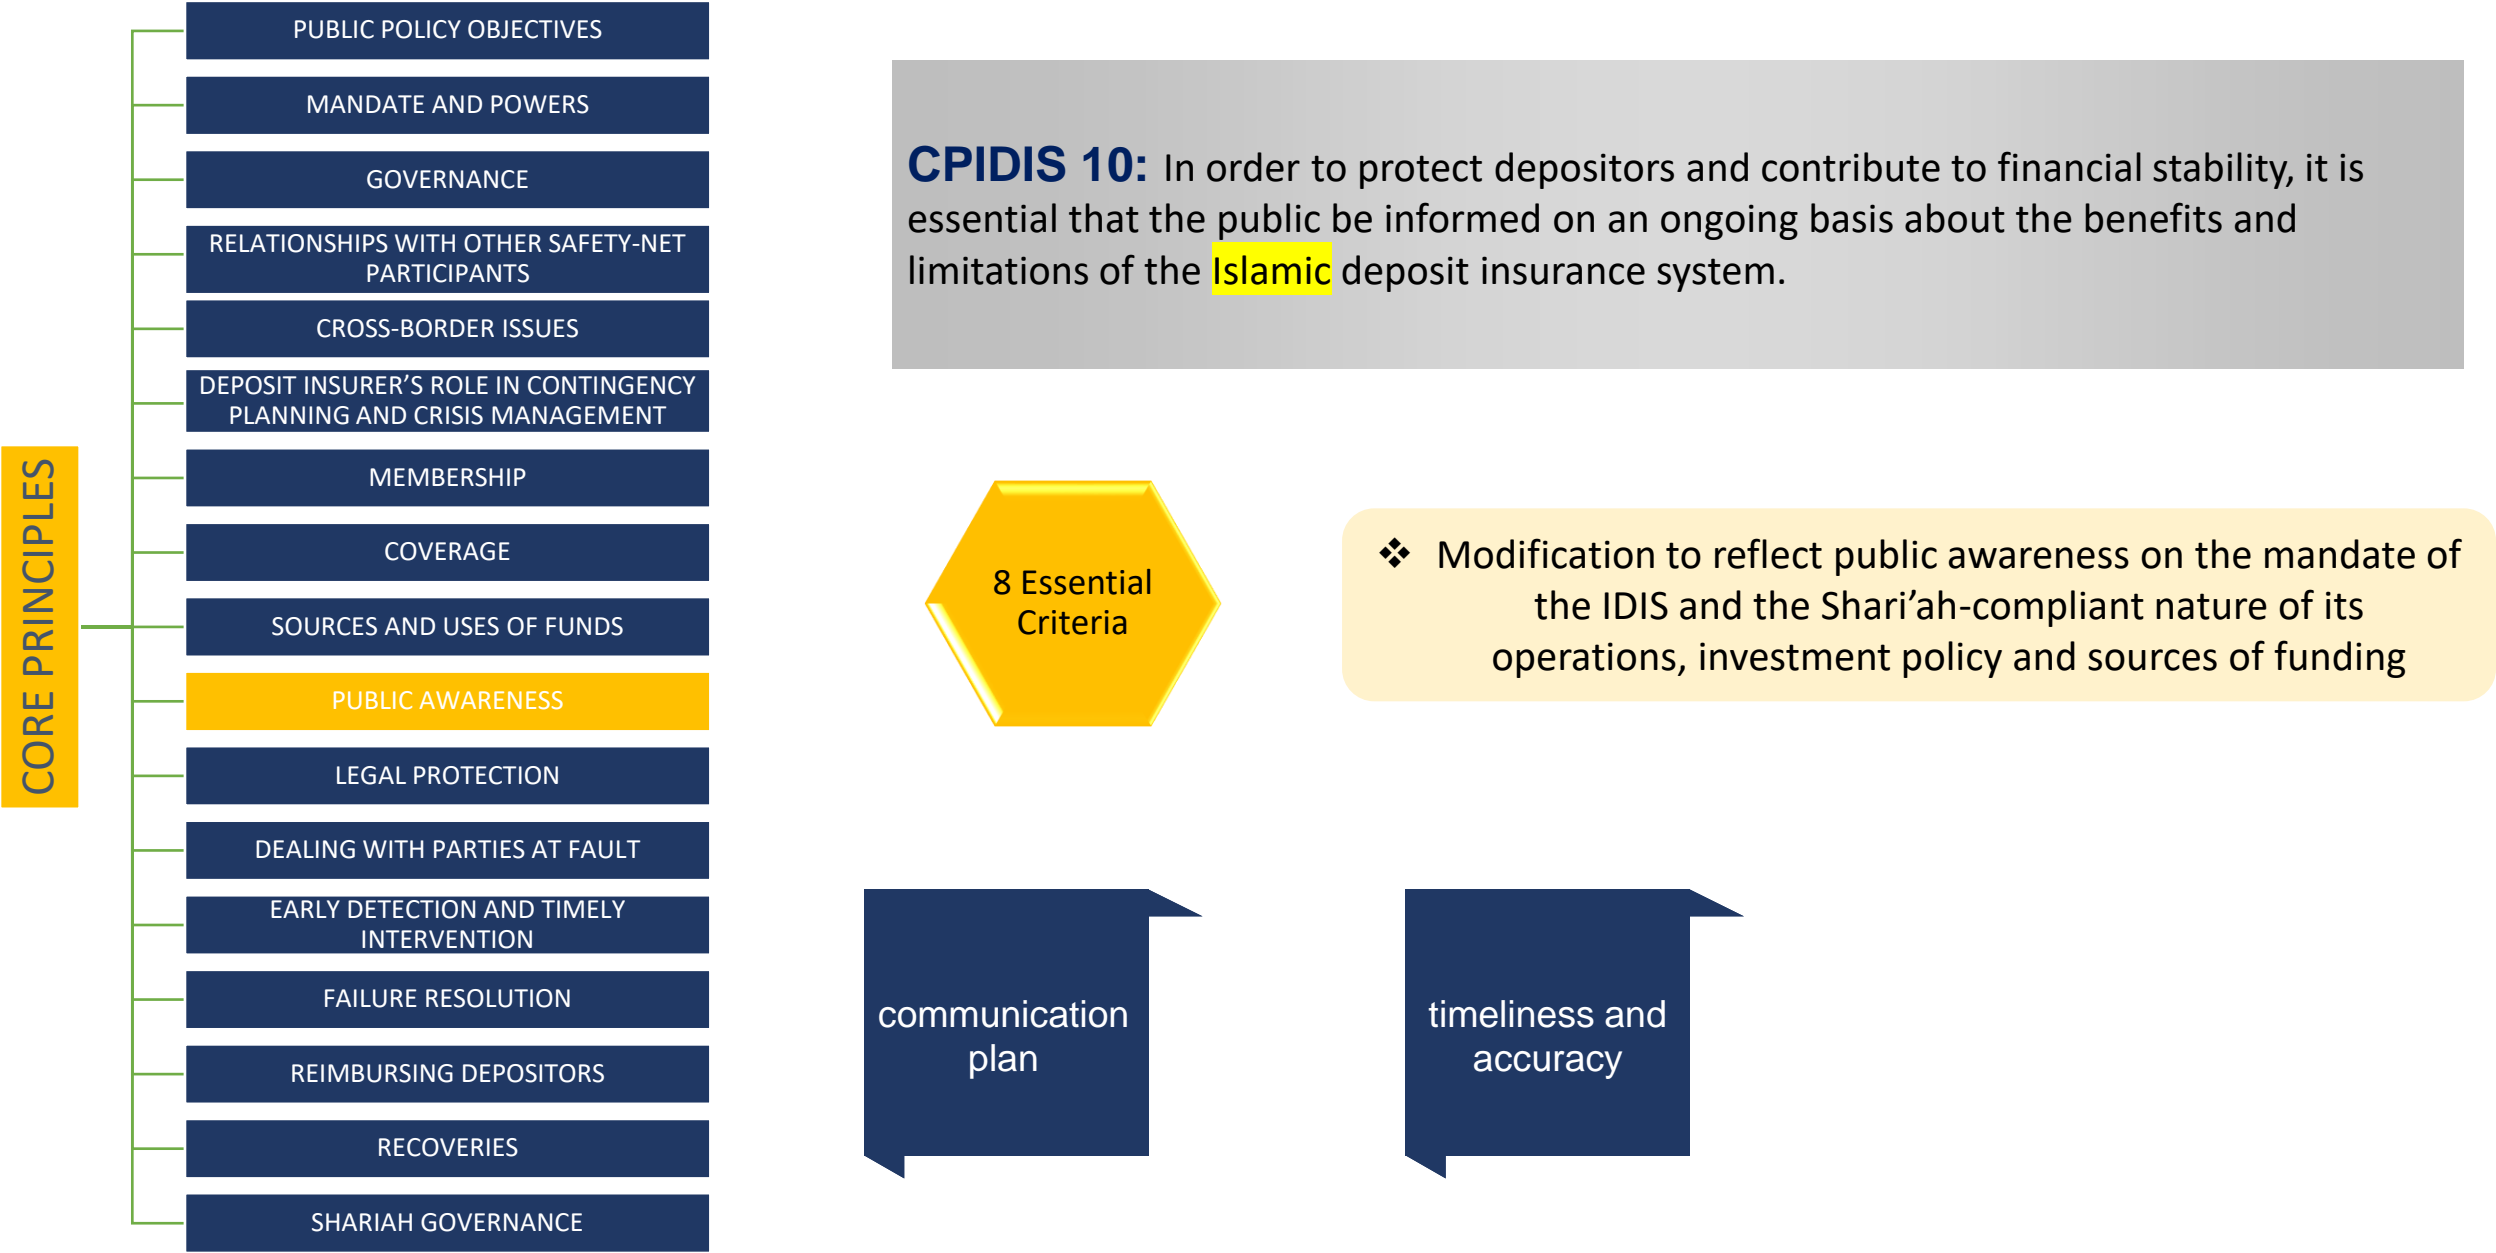 CORE PRINCIPLES
PUBLIC POLICY OBJECTIVES
MANDATE AND POWERS
GOVERNANCE
RELATIONSHIPS WITH OTHER SAFETY-NET
PARTICIPANTS
CROSS-BORDER ISSUES
DEPOSIT INSURER’S ROLE IN CONTINGENCY
PLANNING AND CRISIS MANAGEMENT
MEMBERSHIP
COVERAGE
SOURCES AND USES OF FUNDS
PUBLIC AWARENESS
LEGAL PROTECTION
DEALING WITH PARTIES AT FAULT
EARLY DETECTION AND TIMELY
INTERVENTION
FAILURE RESOLUTION
REIMBURSING DEPOSITORS
RECOVERIES
SHARIAH GOVERNANCE
CPIDIS 10: In order to protect depositors and contribute to financial stability, it is
essential that the public be informed on an ongoing basis about the benefits and
limitations of the Islamic deposit insurance system.
8 Essential
Criteria
❖ Modification to reflect public awareness on the mandate of
the IDIS and the Shari’ah-compliant nature of its
operations, investment policy and sources of funding
communication
plan
timeliness and
accuracy